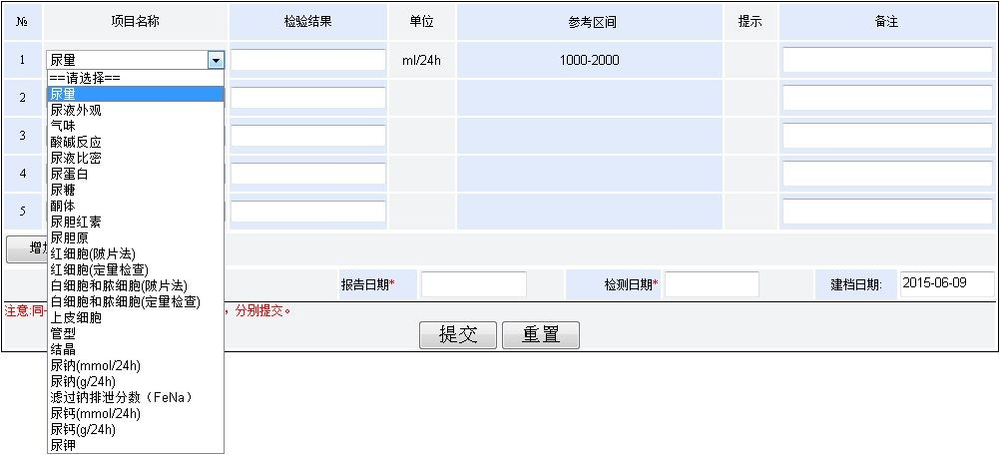 № 项目名称 检验结果 单位 参考区间 提示 备注
1 尿量 ml/24h 1000-2000
==请选择==
尿量
2
尿液外观
气味
3
酸碱反应
尿液比密
4 尿蛋白
尿糖
酮体
5
尿胆红素
尿胆原
增加
红细胞(陂片法)
红细胞(定量检查)
白细胞和脓细胞(陂片法)
报告日期* 检测日期* 建档日期: 2015-06-09
白细胞和脓细胞(定量检查)
注意:同一 ，分别提交。
上皮细胞
管型
提交 重置
结晶
尿钠(mmol/24h)
尿钠(g/24h)
滤过钠排泄分数（FeNa）
尿钙(mmol/24h)
尿钙(g/24h)
尿钾